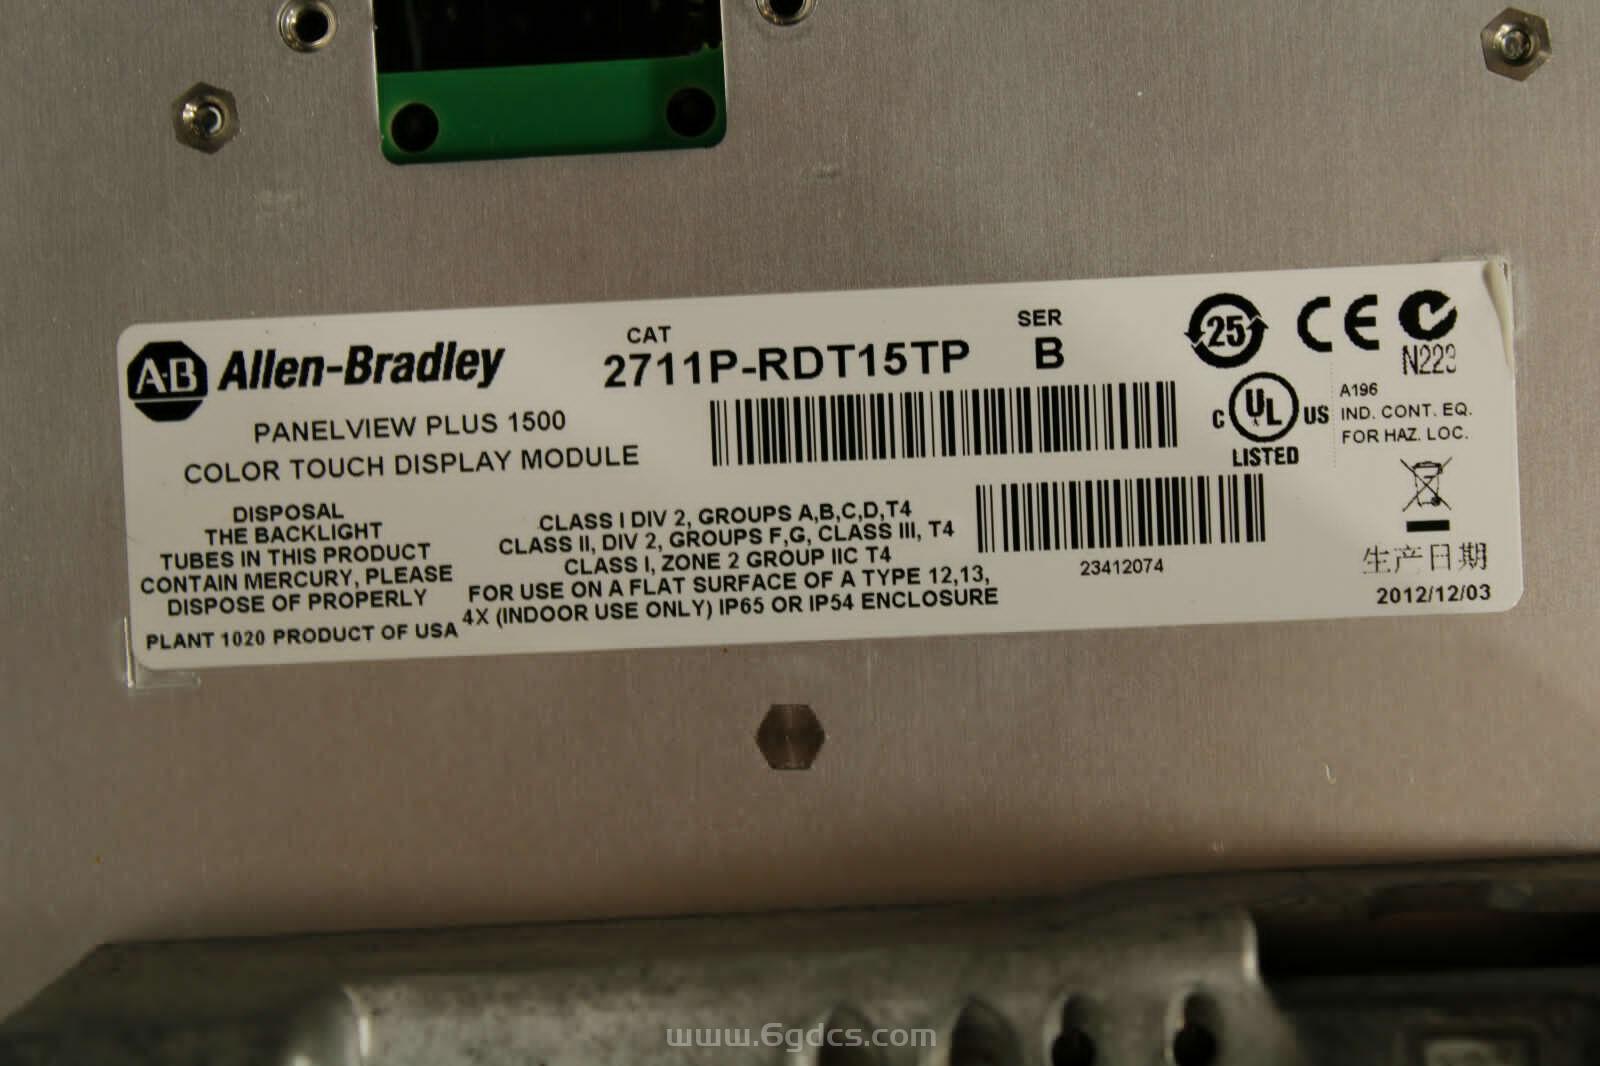 A-B Allen-Bradley
CAT
2711P-RDT15TP
SER
B
PANELVIEW PLUS 1500
COLOR TOUCH DISPLAY MODULE
25
CE
N223
C UL US
LISTED
A196
IND. CONT. EQ.
FOR HAZ. LOC.
DISPOSAL
THE BACKLIGHT
TUBES IN THIS PRODUCT
CONTAIN MERCURY, PLEASE
DISPOSE OF PROPERLY
PLANT 1020 PRODUCT OF USA
CLASS I DIV 2, GROUPS A,B,C,D,T4
CLASS II, DIV 2, GROUPS F,G, CLASS III, T4
CLASS I, ZONE 2 GROUP IIC T4
FOR USE ON A FLAT SURFACE OF A TYPE 12,13,
4X (INDOOR USE ONLY) IP65 OR IP54 ENCLOSURE
23412074
生产日期
2012/12/03
www.6gdcs.com